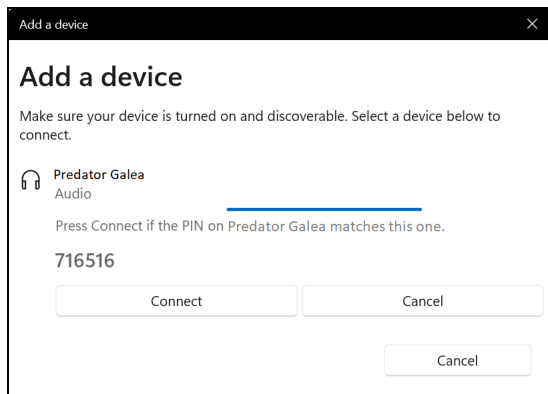 Add a device
Add a device
Make sure your device is turned on and discoverable. Select a device below to
connect.
Predator Galea
Audio
Press Connect if the PIN on Predator Galea matches this one.
716516
Connect
Cancel
Cancel